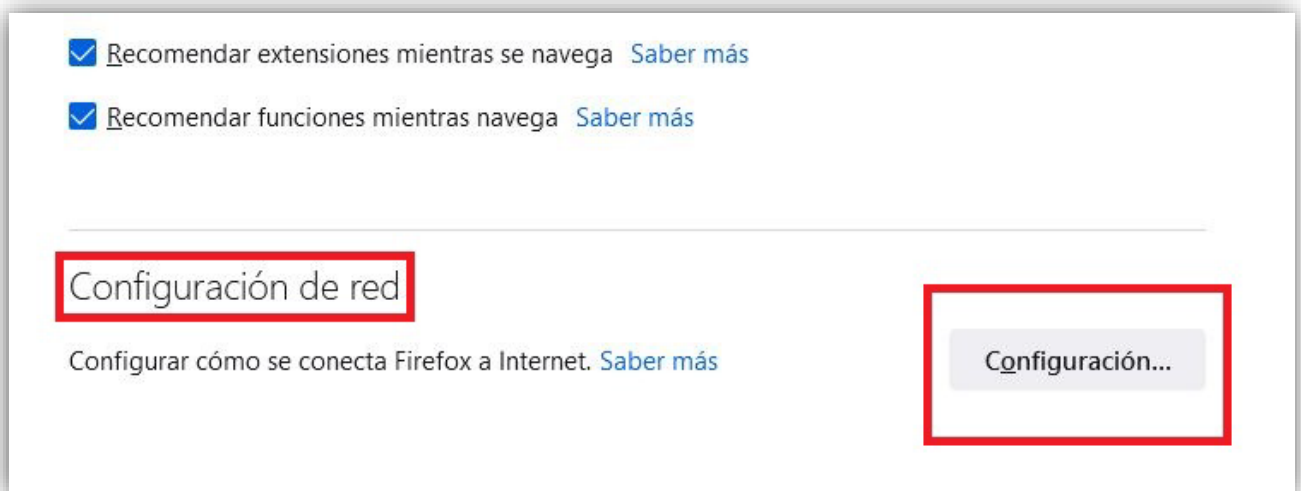 Recomendar extensiones mientras se navega Saber más
Recomendar funciones mientras navega Saber más
Configuración de red
Configurar cómo se conecta Firefox a Internet. Saber más
Configuración...